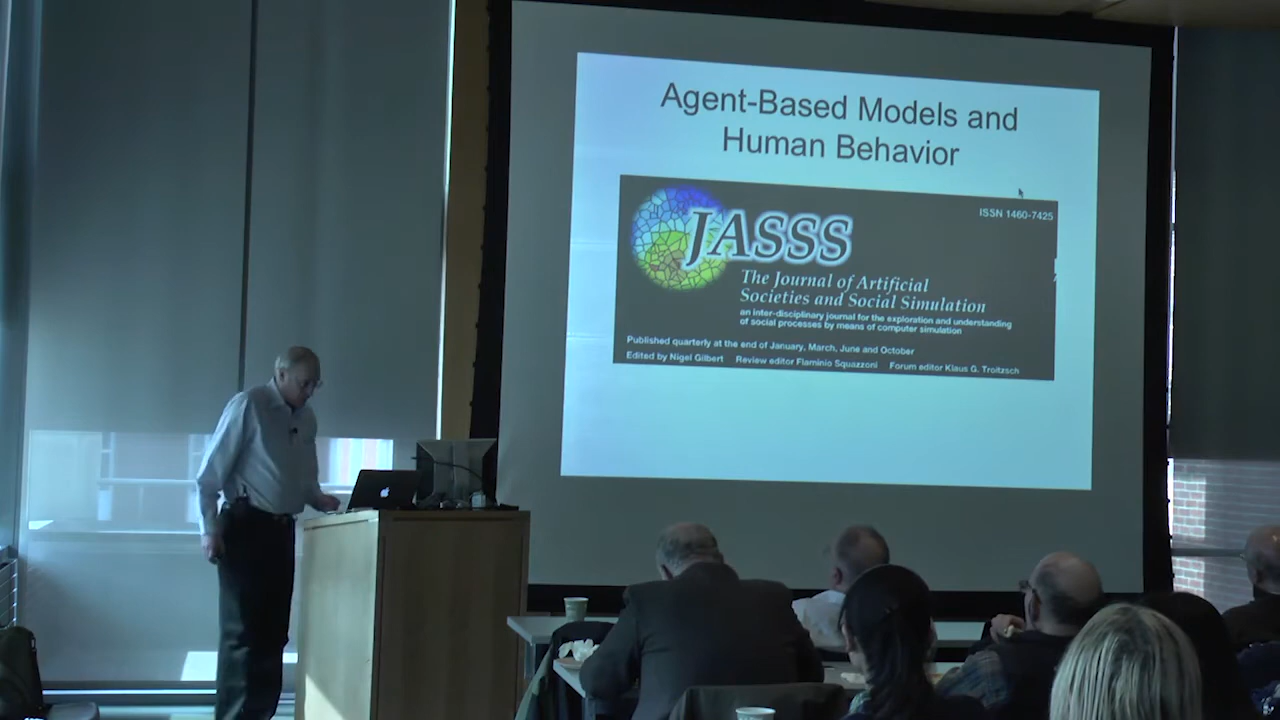 Agent-Based Models and
Human Behavior
ISSN 1460-7425
JASSS
The Journal of Artificial
Societies and Social Simulation
an inter-disciplinary journal for the exploration and understanding
of social processes by means of computer simulation
Published quarterly at the end of January, March, June and October
Edited by Nigel Gilbert Review editor Flaminio Squazzoni Forum editor Klaus G. Troitzsch